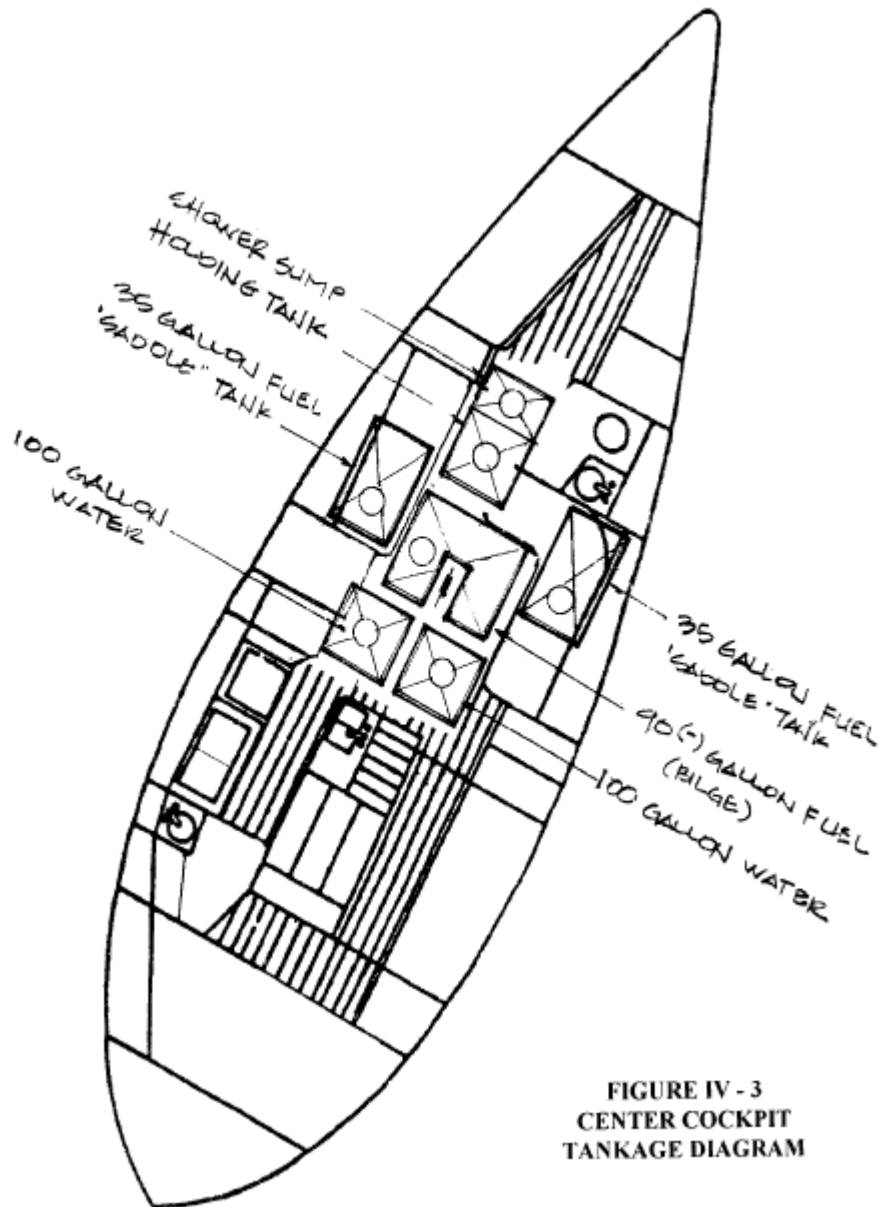 SHOWER SUMP
HOLDING TANK
35 GALLON FUEL
'SADDLE" TANK
100 GALLON
WATER
35 GALLON FUEL
'SADDLE' TANK
90(-) GALLON FUEL
(BILGE)
100 GALLON WATER
FIGURE IV - 3
CENTER COCKPIT
TANKAGE DIAGRAM